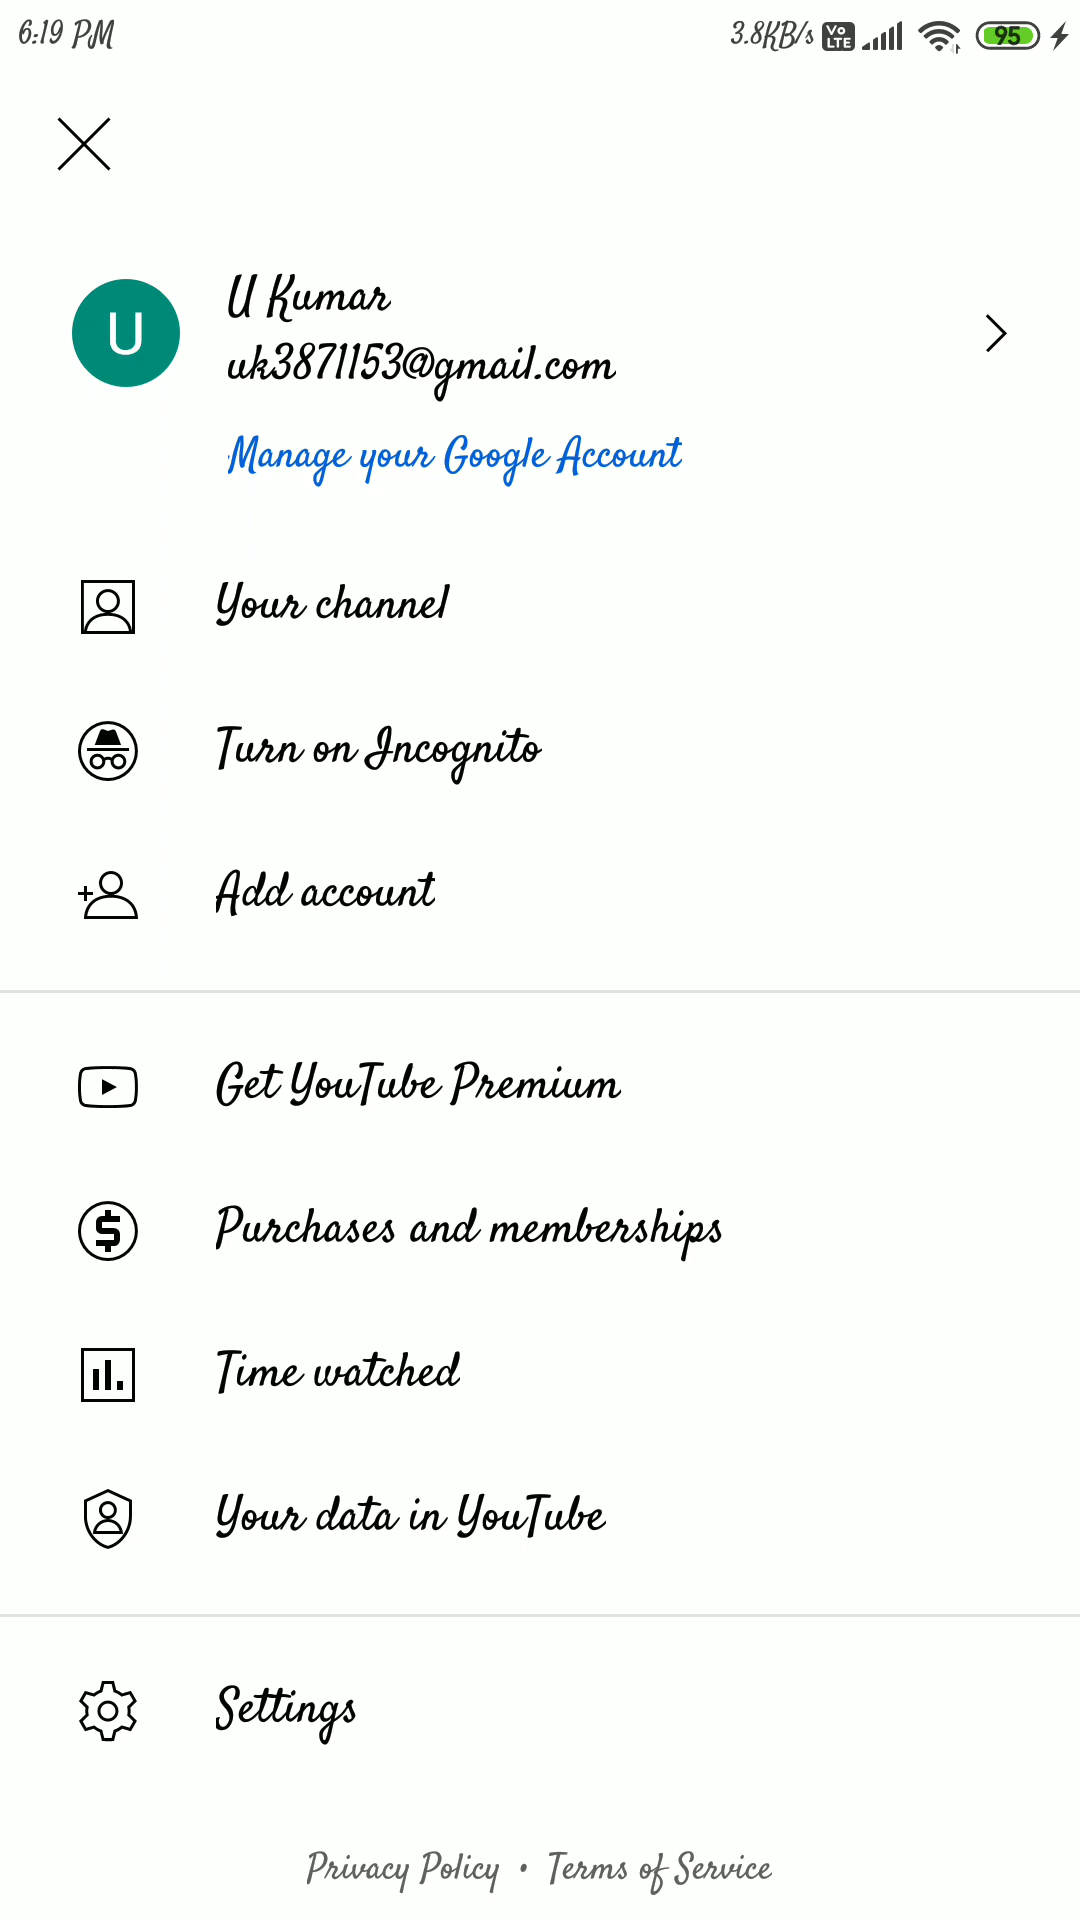 6:19 PM 3.8KB/s Vo LTE 95
U Kumar
uk3871153@gmail.com
Manage your Google Account
Your channel
Turn on Incognito
Add account
Get YouTube Premium
Purchases and memberships
Time watched
Your data in YouTube
Settings
Privacy Policy • Terms of Service